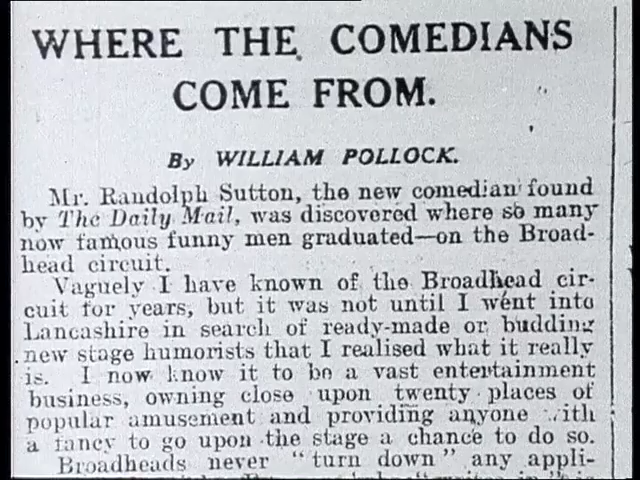 WHERE THE COMEDIANS
COME FROM.
By WILLIAM POLLOCK.
Mr. Randolph Sutton, the new comedian found
by The Daily Mail, was discovered where so many
now famous funny men graduated—on the Broad-
head circuit.
Vaguely I have known of the Broadhead cir-
cuit for years, but it was not until I went into
Lancashire in search of ready-made or budding
new stage humorists that I realised what it really
is. I now know it to be a vast entertainment
business, owning close upon twenty places of
popular amusement and providing anyone with
a fancy to go upon the stage a chance to do so.
Broadheads never "turn down" any appli-